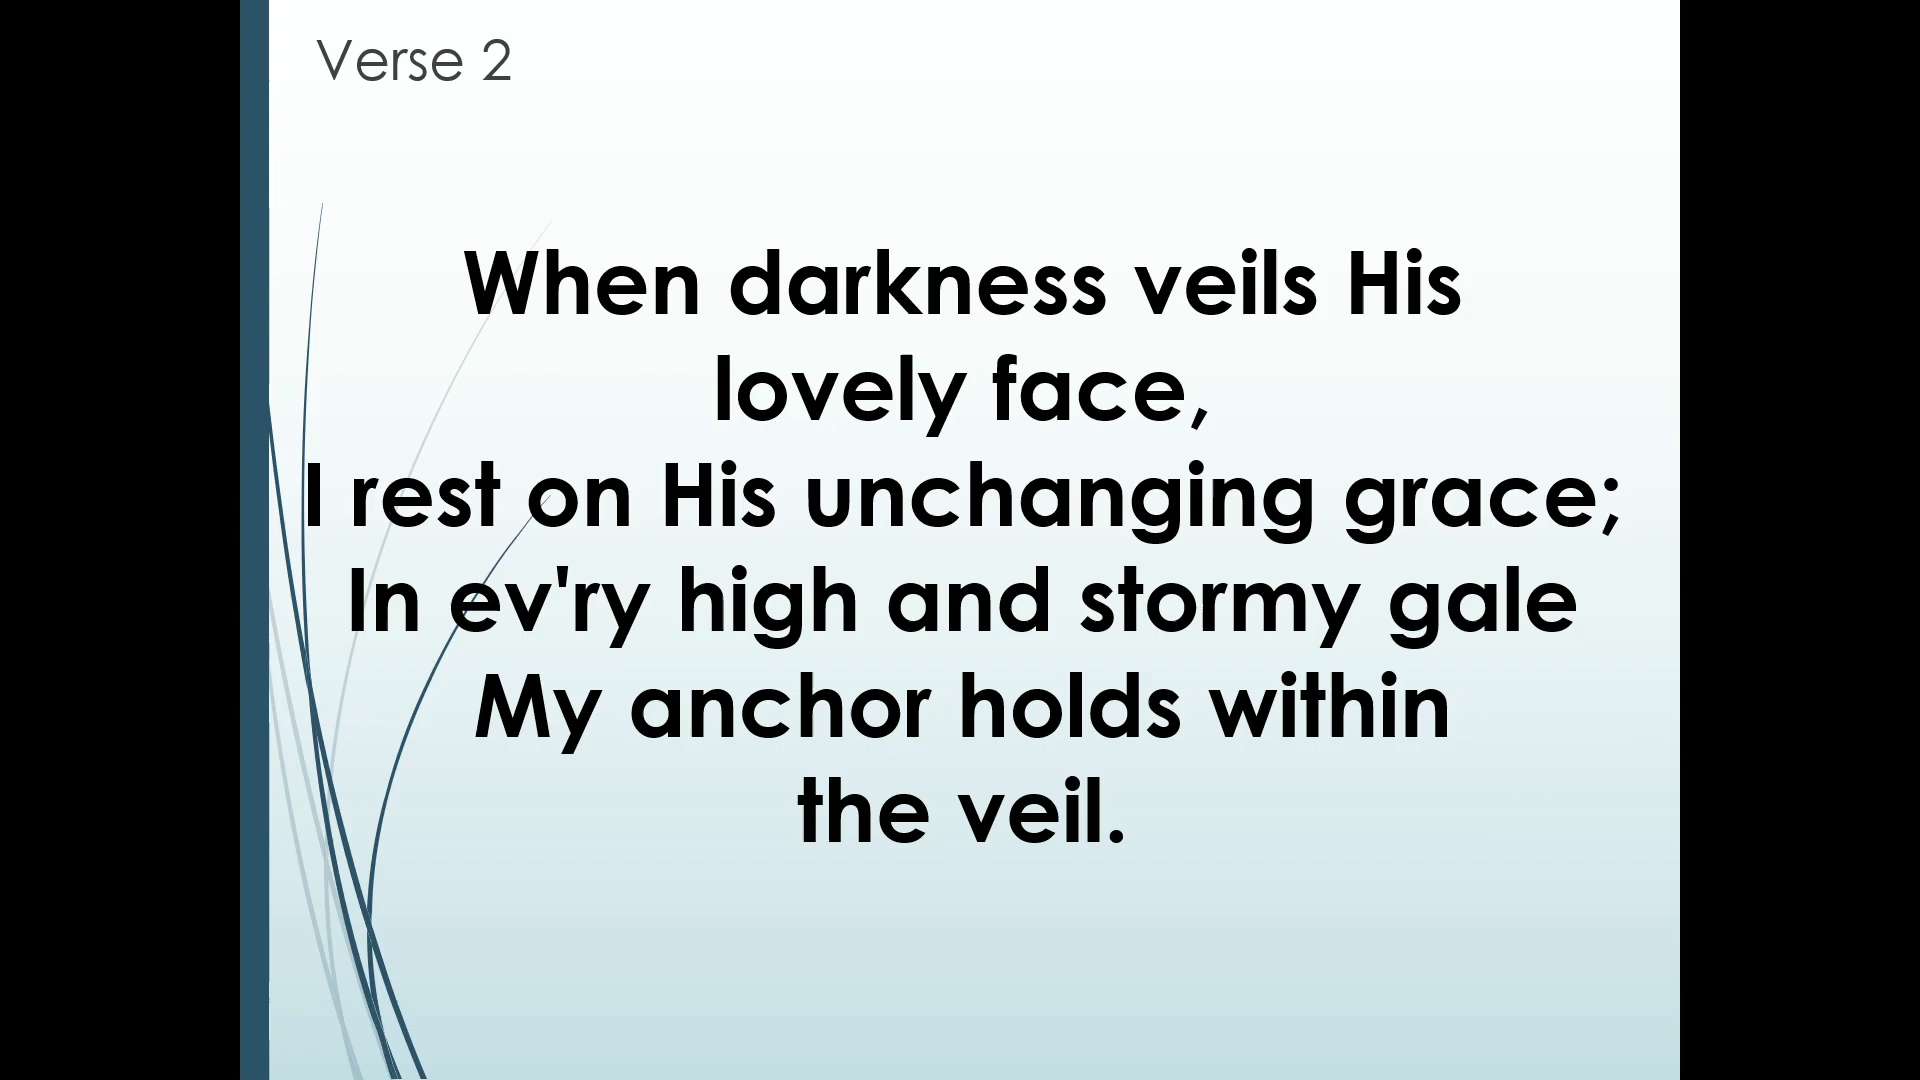 Verse 2
When darkness veils His
lovely face,
I rest on His unchanging grace;
In ev'ry high and stormy gale
My anchor holds within
the veil.